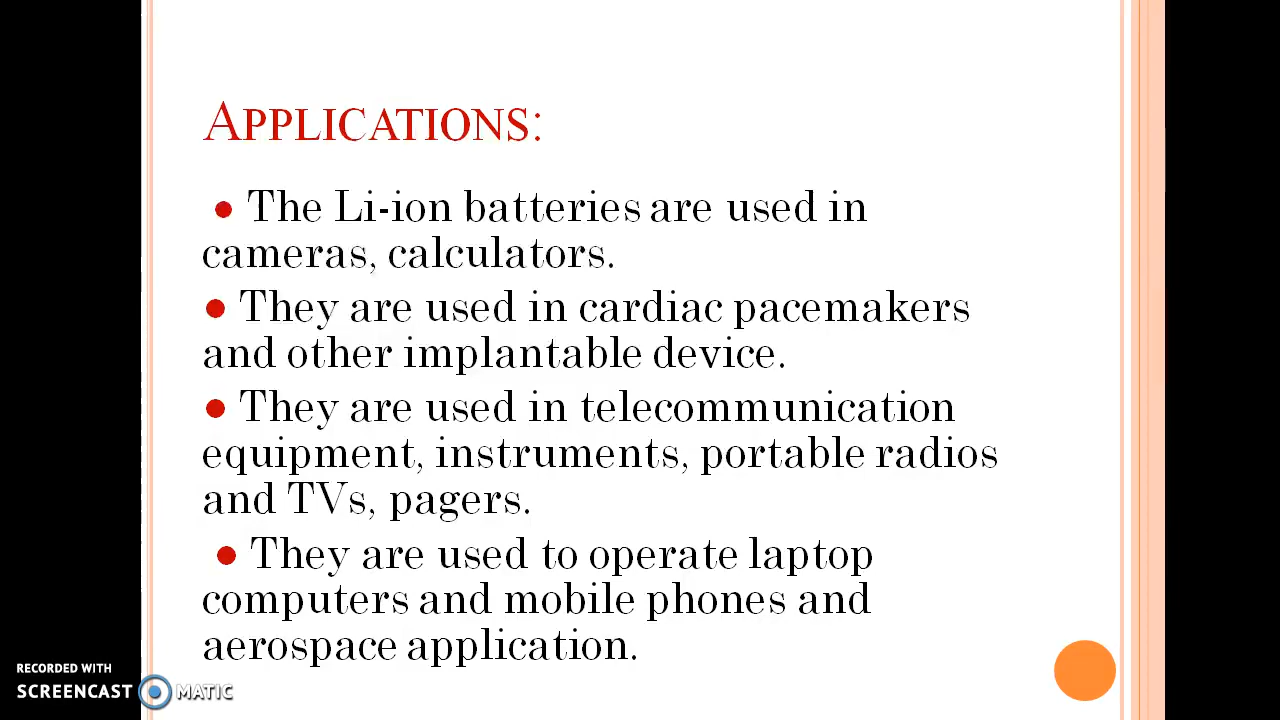 APPLICATIONS:
● The Li-ion batteries are used in
cameras, calculators.
● They are used in cardiac pacemakers
and other implantable device.
● They are used in telecommunication
equipment, instruments, portable radios
and TVs, pagers.
● They are used to operate laptop
computers and mobile phones and
aerospace application.
RECORDED WITH
SCREENCAST MATIC